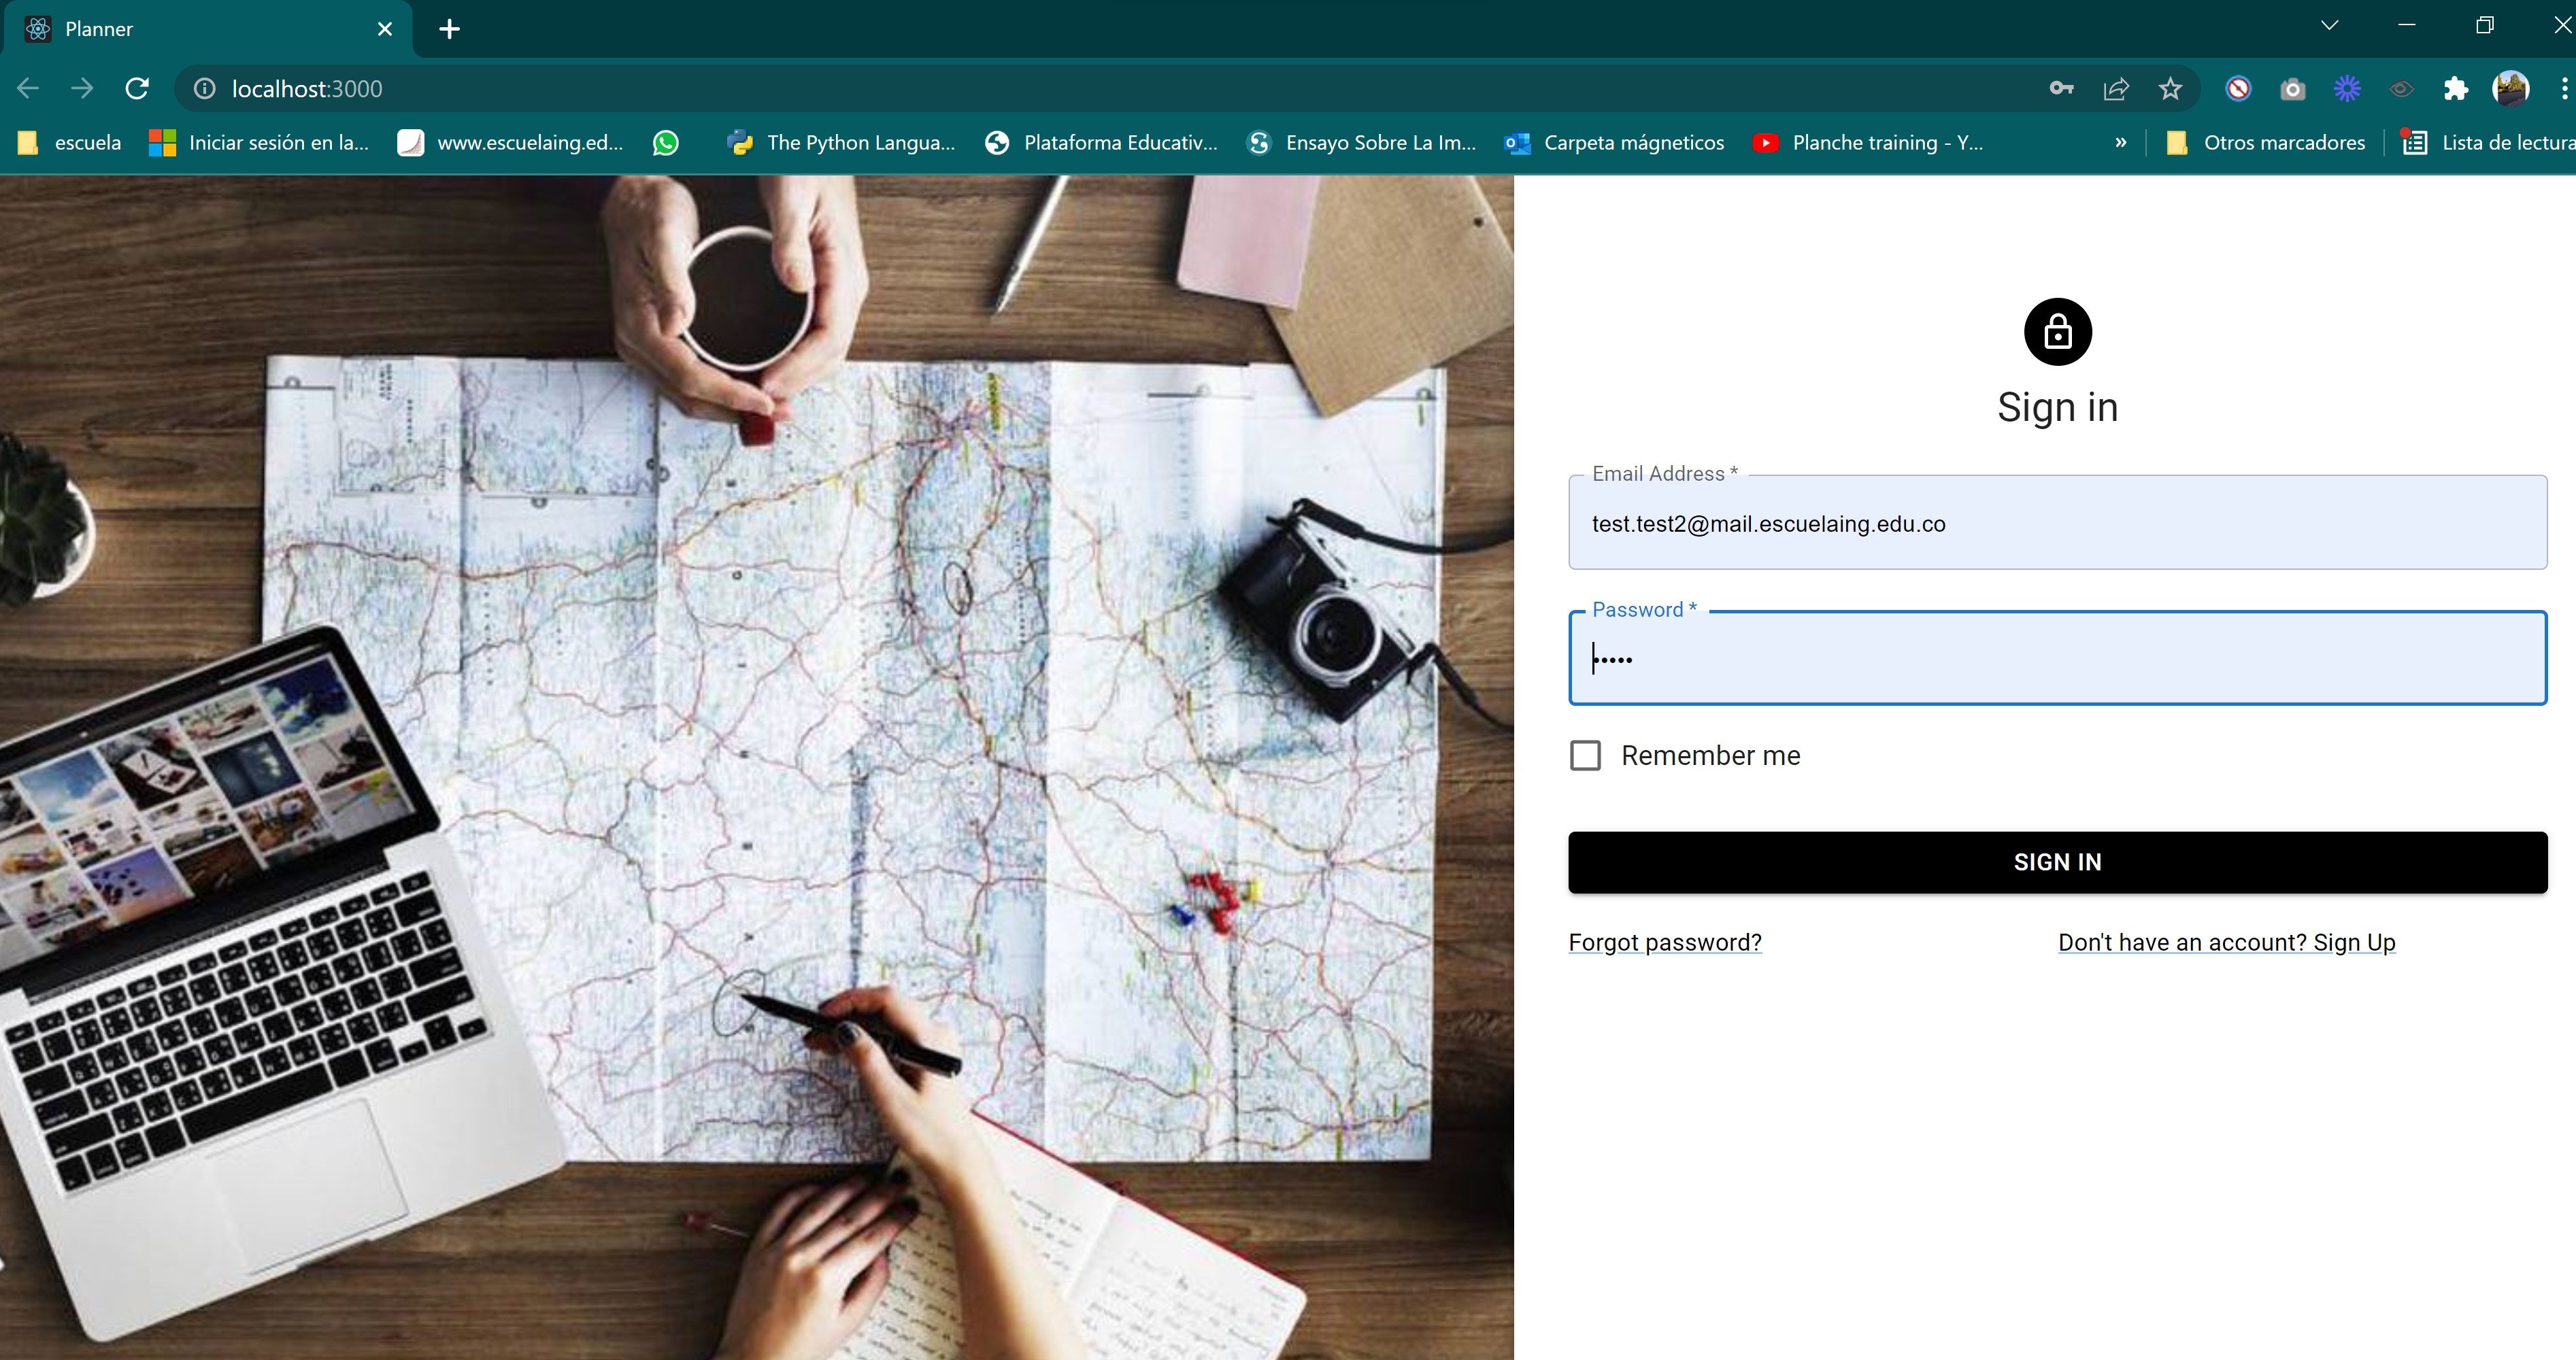 Planner
localhost:3000
escuela
Iniciar sesión en la...
www.escuelaing.ed...
The Python Langua...
Plataforma Educativ...
Ensayo Sobre La Im...
Carpeta mágneticos
Planche training - Y...
»
Otros marcadores
Lista de lectura
Sign in
Email Address *
test.test2@mail.escuelaing.edu.co
Password *
•••••
Remember me
SIGN IN
Forgot password?
Don't have an account? Sign Up